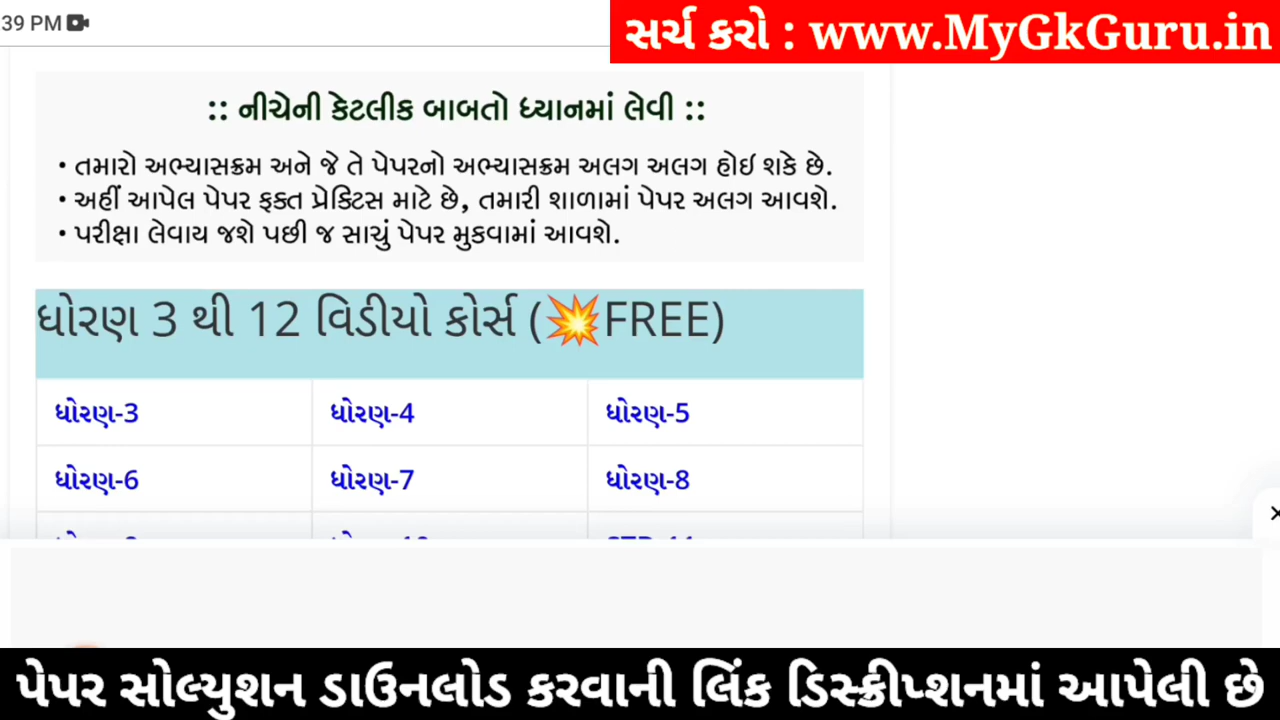 39 PM
સર્ચ કરો : www.MyGkGuru.in
:: નીચેની કેટલીક બાબતો ધ્યાનમાં લેવી ::
• તમારો અભ્યાસક્રમ અને જે તે પેપરનો અભ્યાસક્રમ અલગ અલગ હોઈ શકે છે.
• અહીં આપેલ પેપર ફક્ત પ્રેક્ટિસ માટે છે, તમારી શાળામાં પેપર અલગ આવશે.
• પરીક્ષા લેવાય જશે પછી જ સાચું પેપર મુકવામાં આવશે.
ધોરણ 3 થી 12 વિડીયો કોર્સ (💥FREE)
ધોરણ-3 ધોરણ-4 ધોરણ-5
ધોરણ-6 ધોરણ-7 ધોરણ-8
પેપર સોલ્યુશન ડાઉનલોડ કરવાની લિંક ડિસ્ક્રીપ્શનમાં આપેલી છે